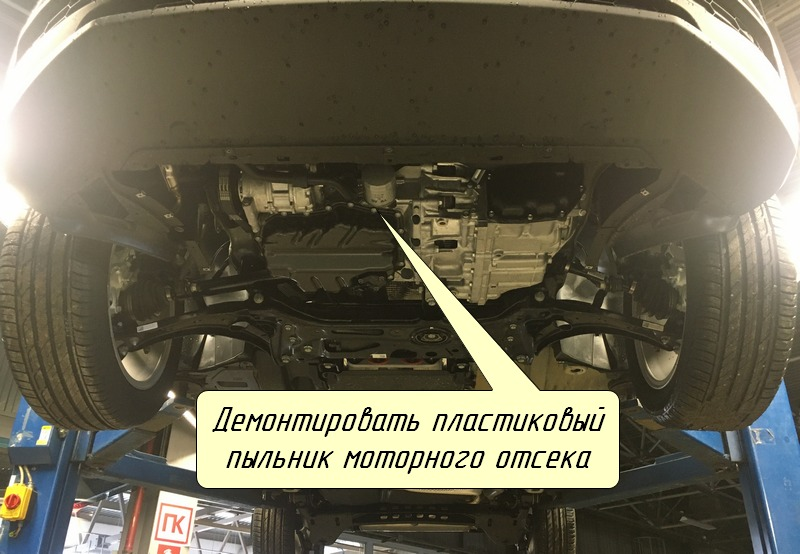 Демонтировать пластиковый
пыльник моторного отсека
ПК